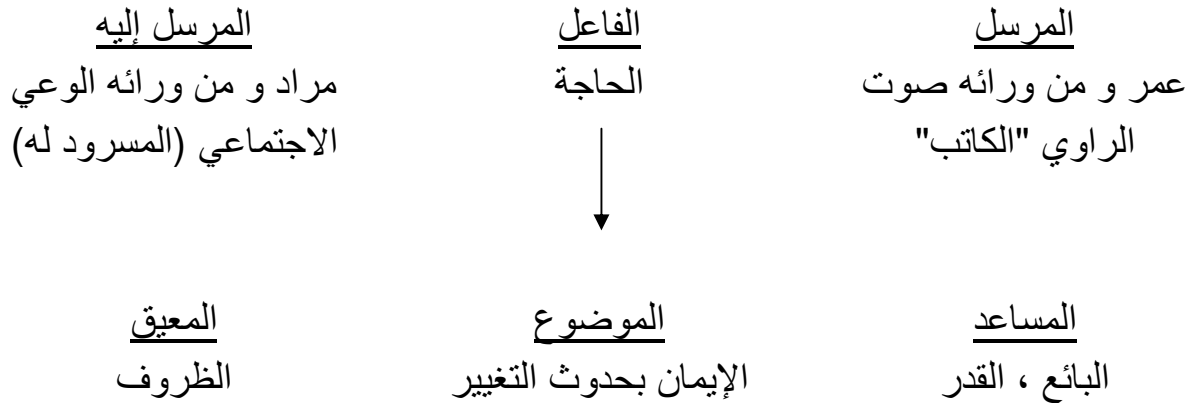 المرسل الفاعل المرسل إليه
عمر و من ورائه صوت الحاجة مراد و من ورائه الوعي
الراوي "الكاتب" الاجتماعي (المسرود له)
المساعد الموضوع المعيق
البائع ، القدر الإيمان بحدوث التغيير الظروف